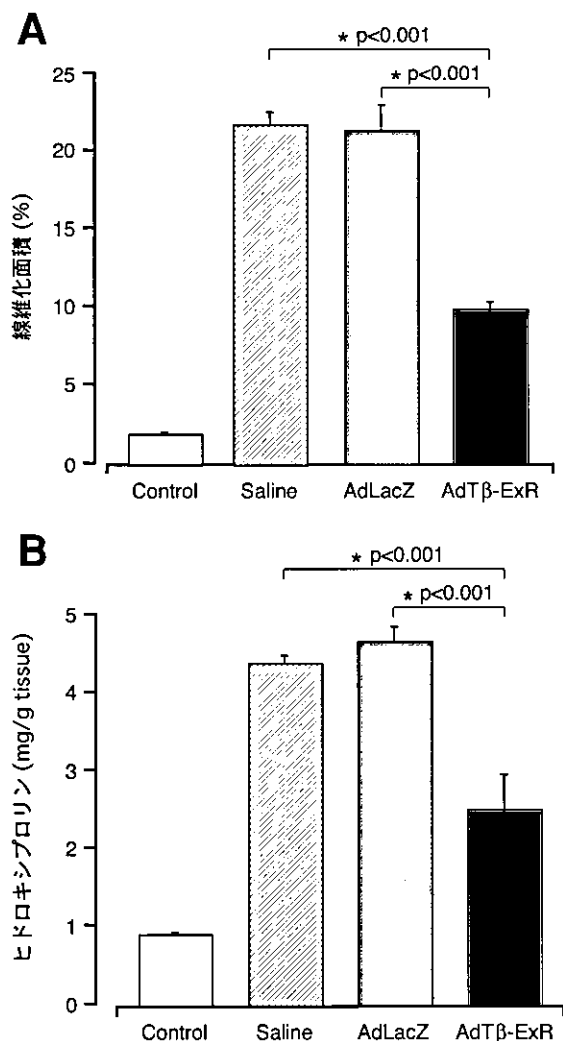 A
* p<0.001
* p<0.001
25
20
15
10
5
0
線維化面積 (%)
Control Saline AdLacZ AdTβ-ExR
B
* p<0.001
* p<0.001
5
4
3
2
1
0
ヒドロキシプロリン (mg/g tissue)
Control Saline AdLacZ AdTβ-ExR